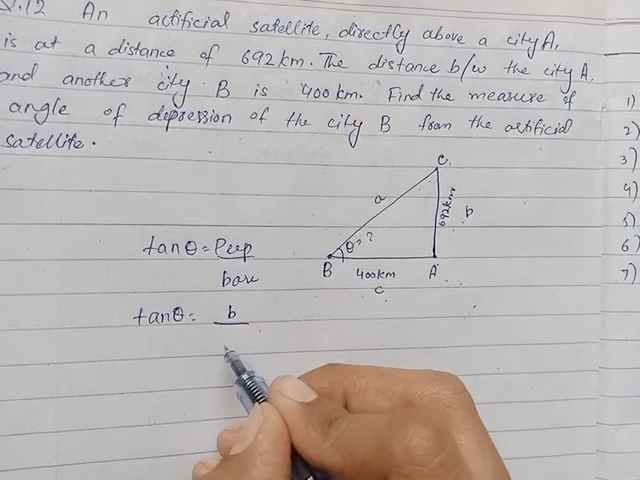 Q.12 An artificial satellite, directly above a city A,
is at a distance of 692 km. The distance b/w the city A.
and another city B is 400 km. Find the measure of
angle of depression of the city B from the artificial
satellite.
C.
a
692 km
b
θ=?
B
400km
A
c
tanθ = Perp
base
tanθ = b
1)
2)
3)
4)
5)
6)
7)